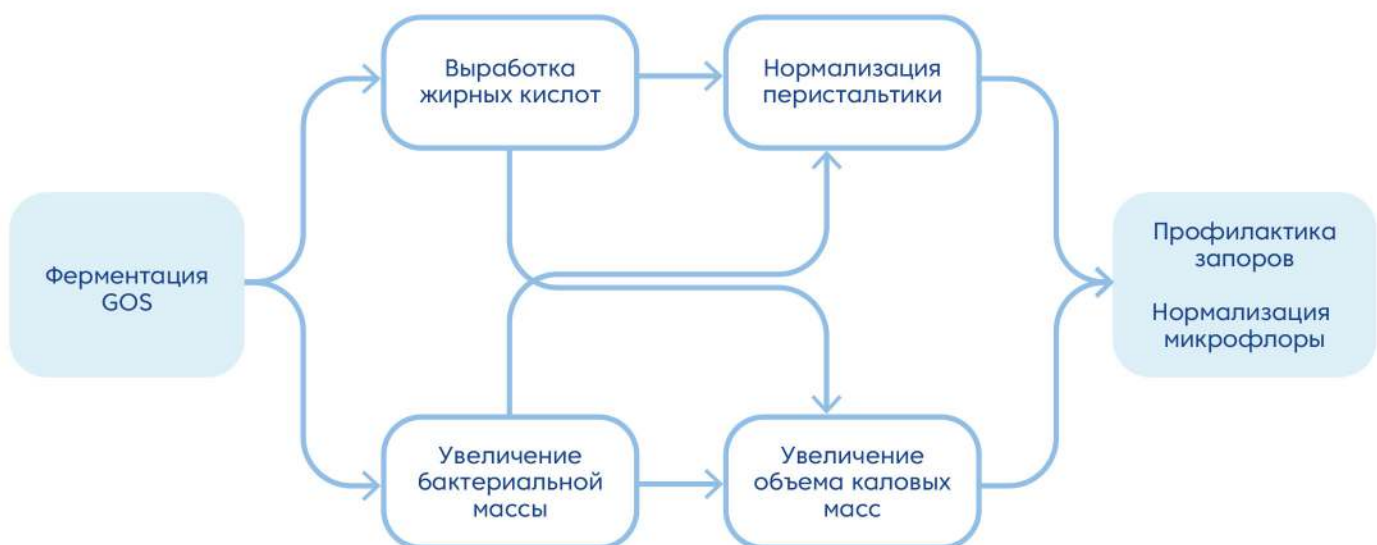 Выработка
жирных кислот
Нормализация
перистальтики
Ферментация
GOS
Профилактика
запоров
Нормализация
микрофлоры
Увеличение
бактериальной
массы
Увеличение
объема каловых
масс